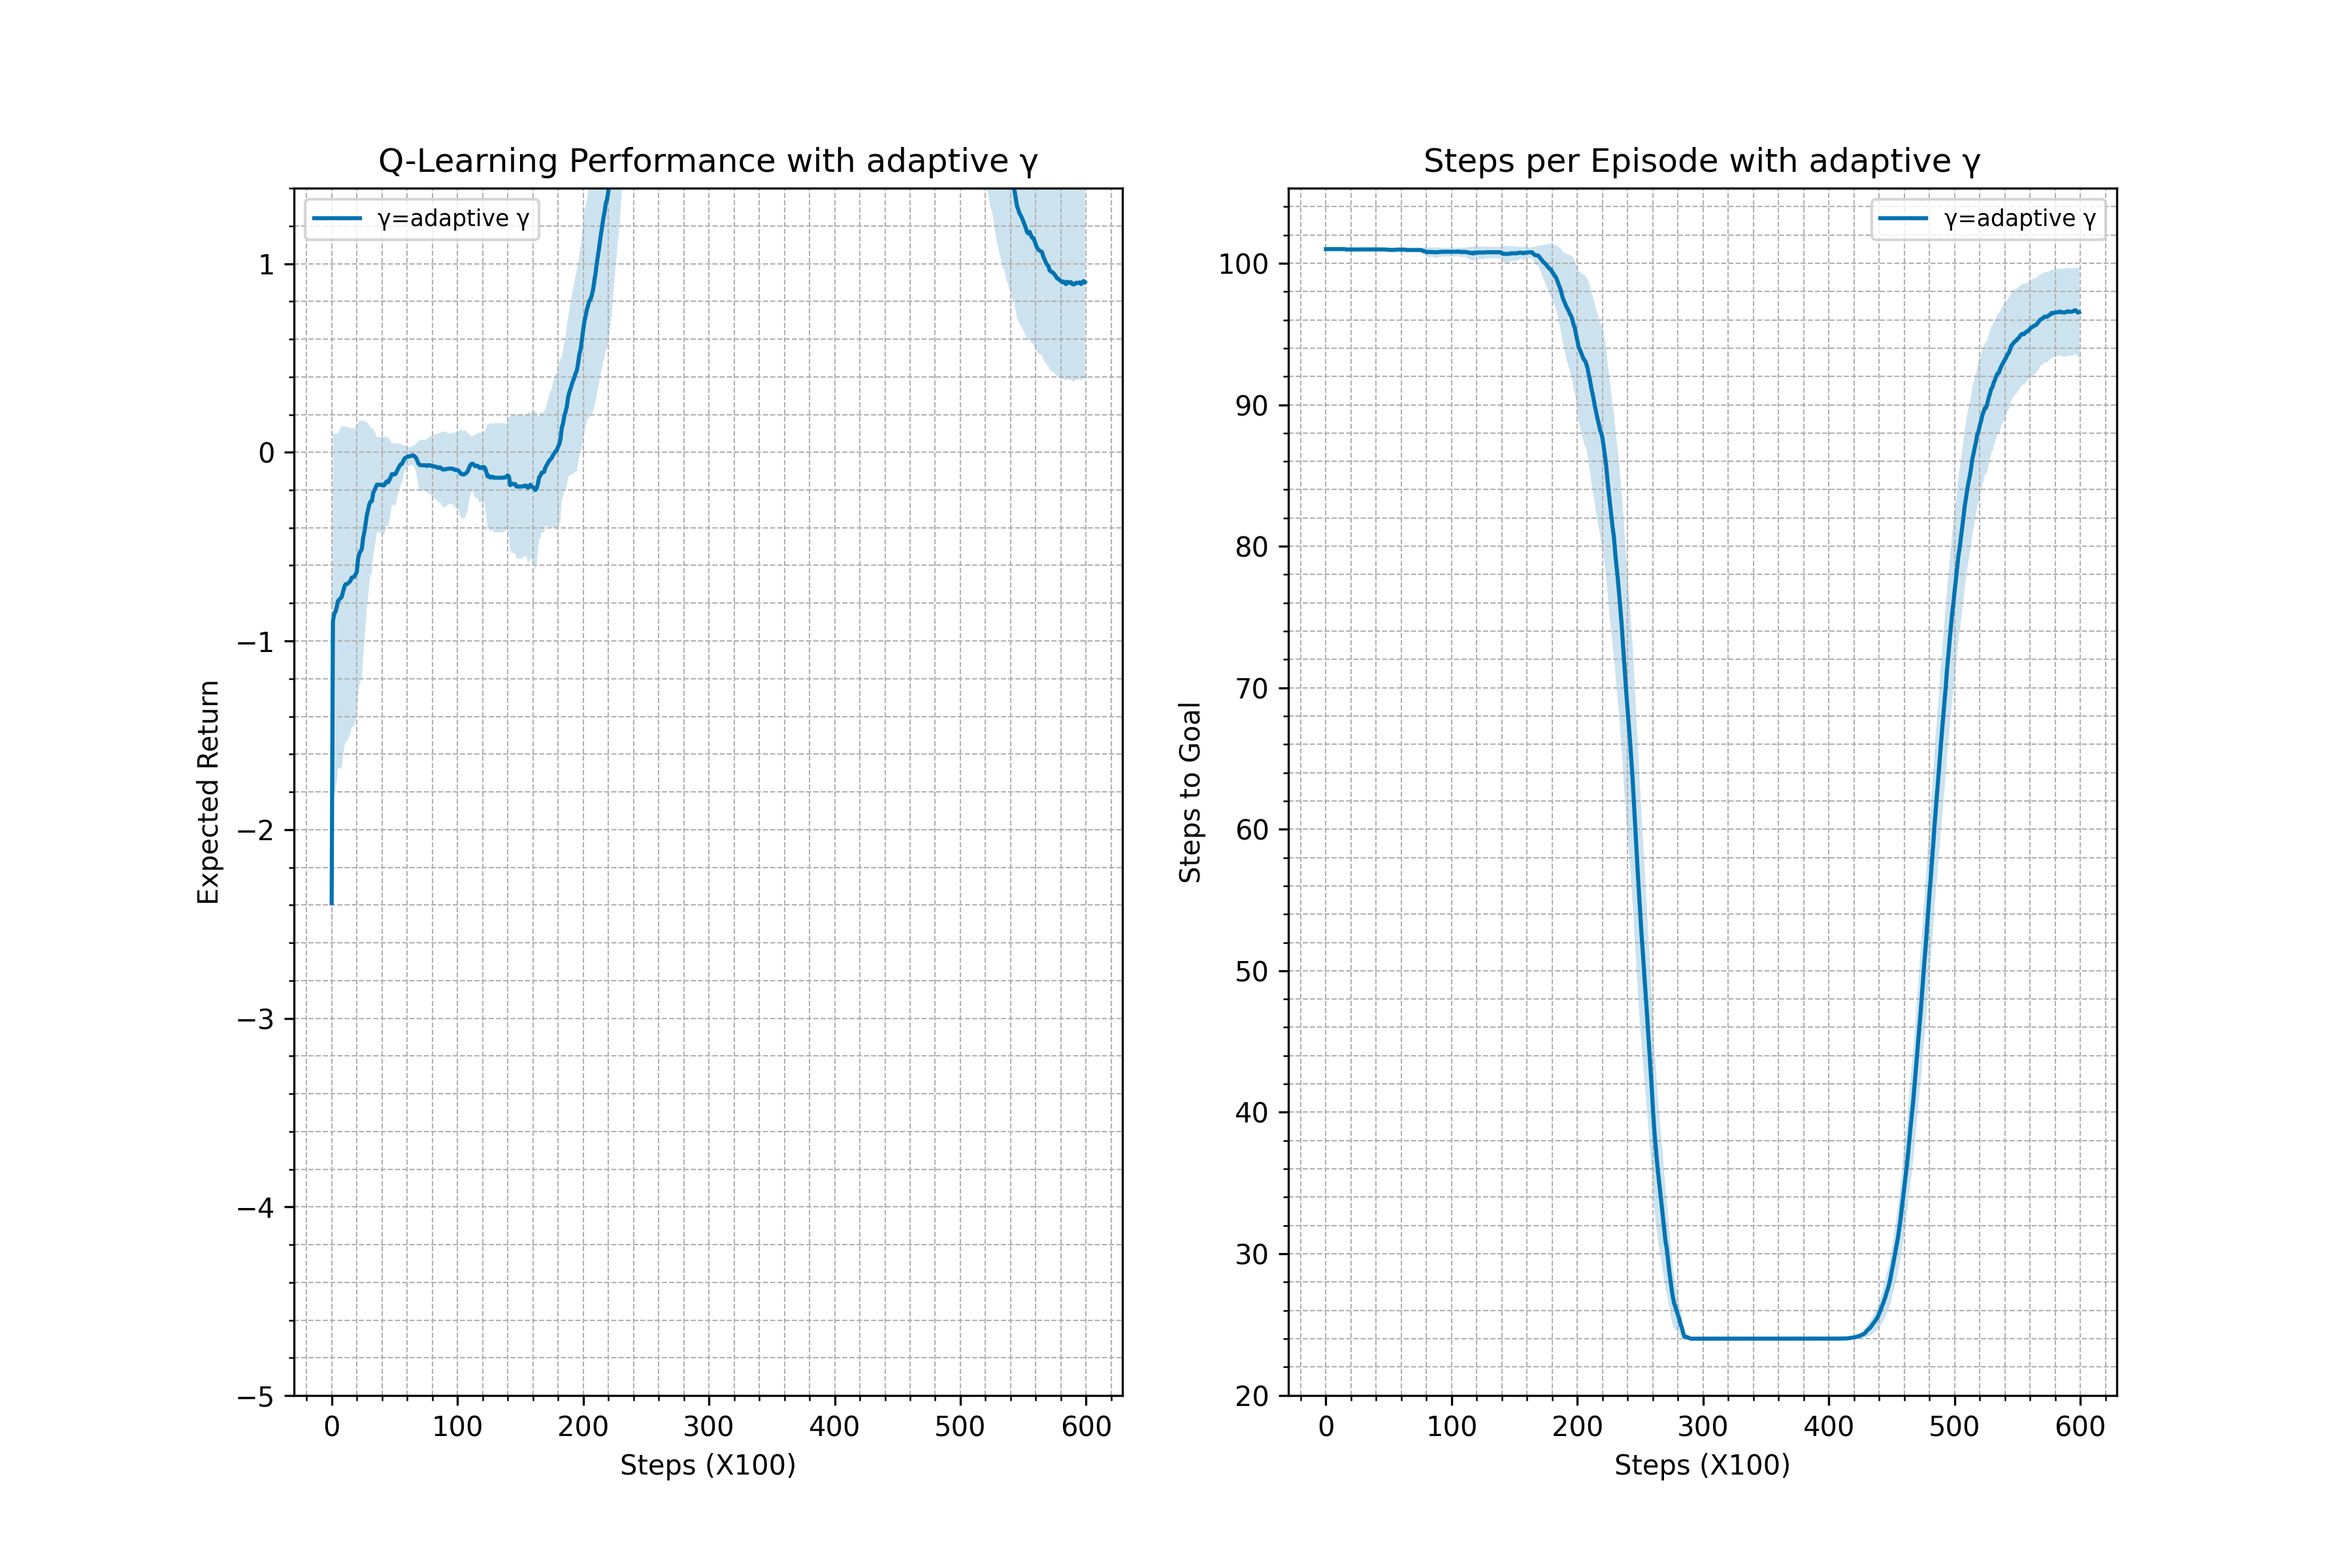 Q-Learning Performance with adaptive γ
γ=adaptive γ
1
0
−1
−2
−3
−4
−5
Expected Return
0 100 200 300 400 500 600
Steps (X100)
Steps per Episode with adaptive γ
γ=adaptive γ
100
90
80
70
60
50
40
30
20
Steps to Goal
0 100 200 300 400 500 600
Steps (X100)